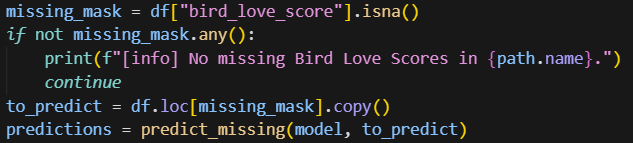 missing_mask = df["bird_love_score"].isna()
if not missing_mask.any():
    print(f"[info] No missing Bird Love Scores in {path.name}.")
    continue
to_predict = df.loc[missing_mask].copy()
predictions = predict_missing(model, to_predict)